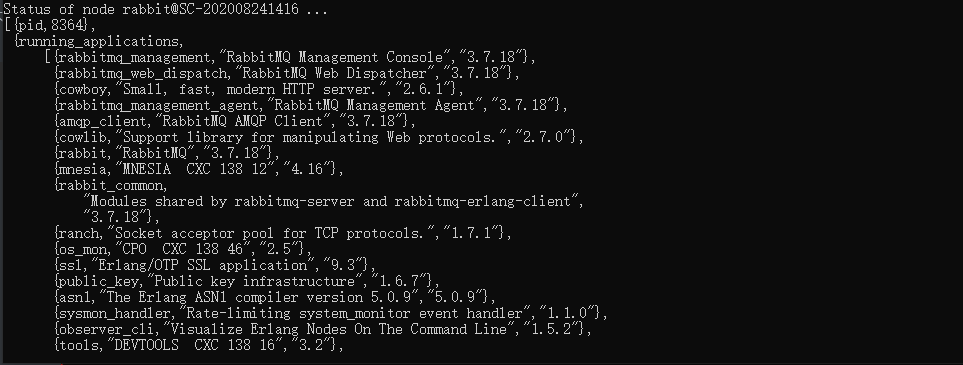 Status of node rabbit@SC-202008241416 ...
[{pid,8364},
 {running_applications,
     [{rabbitmq_management,"RabbitMQ Management Console","3.7.18"},
      {rabbitmq_web_dispatch,"RabbitMQ Web Dispatcher","3.7.18"},
      {cowboy,"Small, fast, modern HTTP server.","2.6.1"},
      {rabbitmq_management_agent,"RabbitMQ Management Agent","3.7.18"},
      {amqp_client,"RabbitMQ AMQP Client","3.7.18"},
      {cowlib,"Support library for manipulating Web protocols.","2.7.0"},
      {rabbit,"RabbitMQ","3.7.18"},
      {mnesia,"MNESIA  CXC 138 12","4.16"},
      {rabbit_common,
          "Modules shared by rabbitmq-server and rabbitmq-erlang-client",
          "3.7.18"},
      {ranch,"Socket acceptor pool for TCP protocols.","1.7.1"},
      {os_mon,"CPO  CXC 138 46","2.5"},
      {ssl,"Erlang/OTP SSL application","9.3"},
      {public_key,"Public key infrastructure","1.6.7"},
      {asn1,"The Erlang ASN1 compiler version 5.0.9","5.0.9"},
      {sysmon_handler,"Rate-limiting system_monitor event handler","1.1.0"},
      {observer_cli,"Visualize Erlang Nodes On The Command Line","1.5.2"},
      {tools,"DEVTOOLS  CXC 138 16","3.2"},